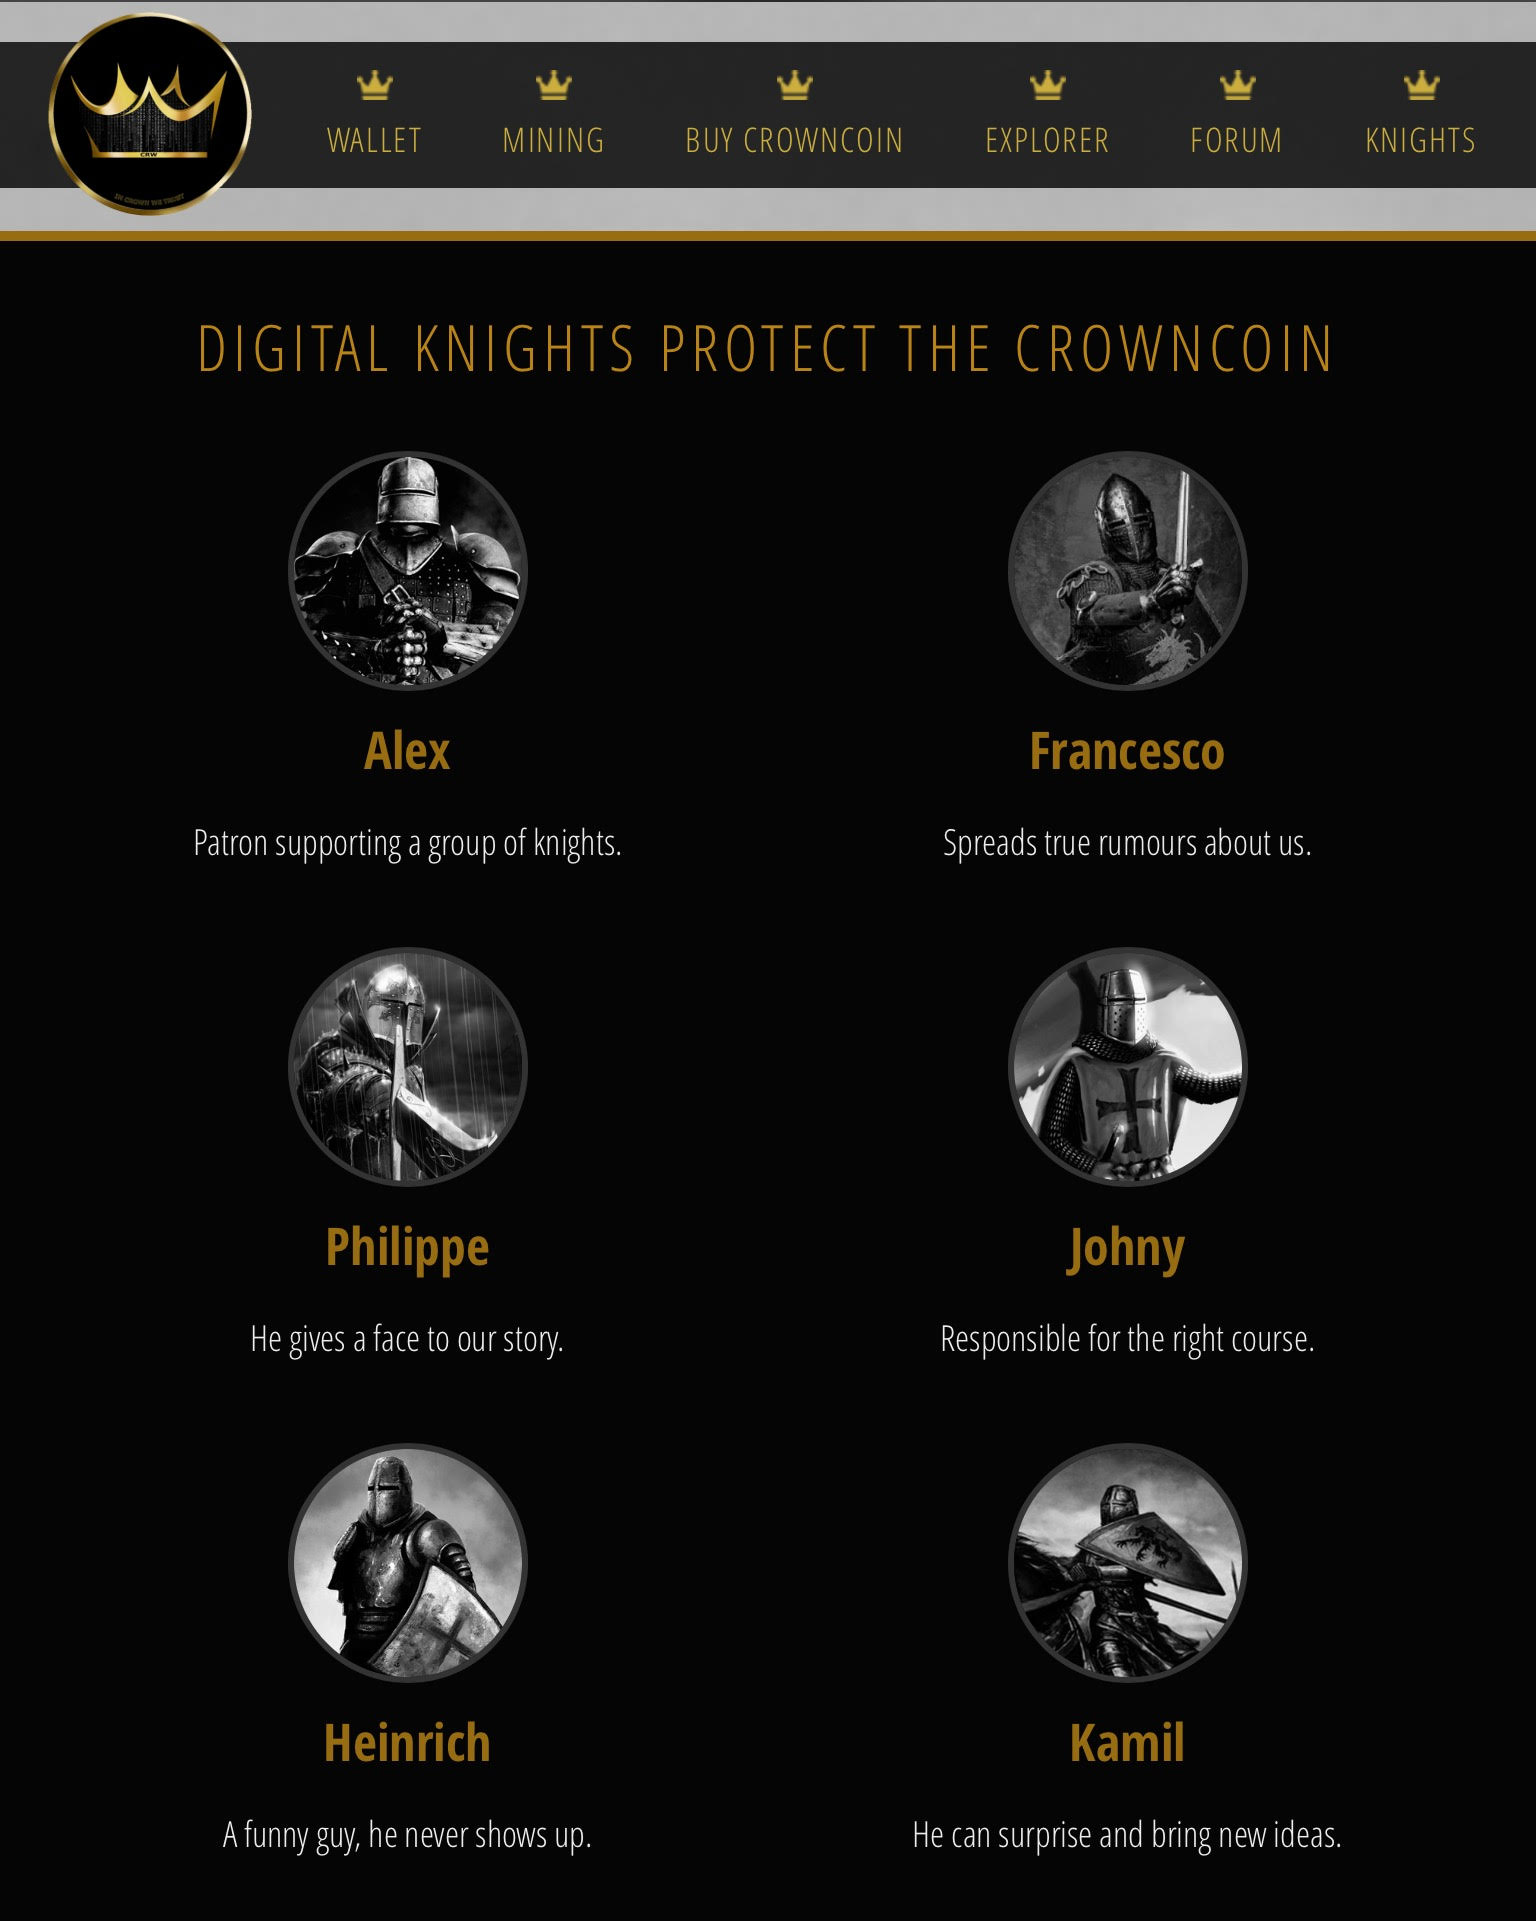 CRW
IN CROWN WE TRUST
WALLET
MINING
BUY CROWNCOIN
EXPLORER
FORUM
KNIGHTS
DIGITAL KNIGHTS PROTECT THE CROWNCOIN
Alex
Francesco
Patron supporting a group of knights.
Spreads true rumours about us.
Philippe
Johny
He gives a face to our story.
Responsible for the right course.
Heinrich
Kamil
A funny guy, he never shows up.
He can surprise and bring new ideas.